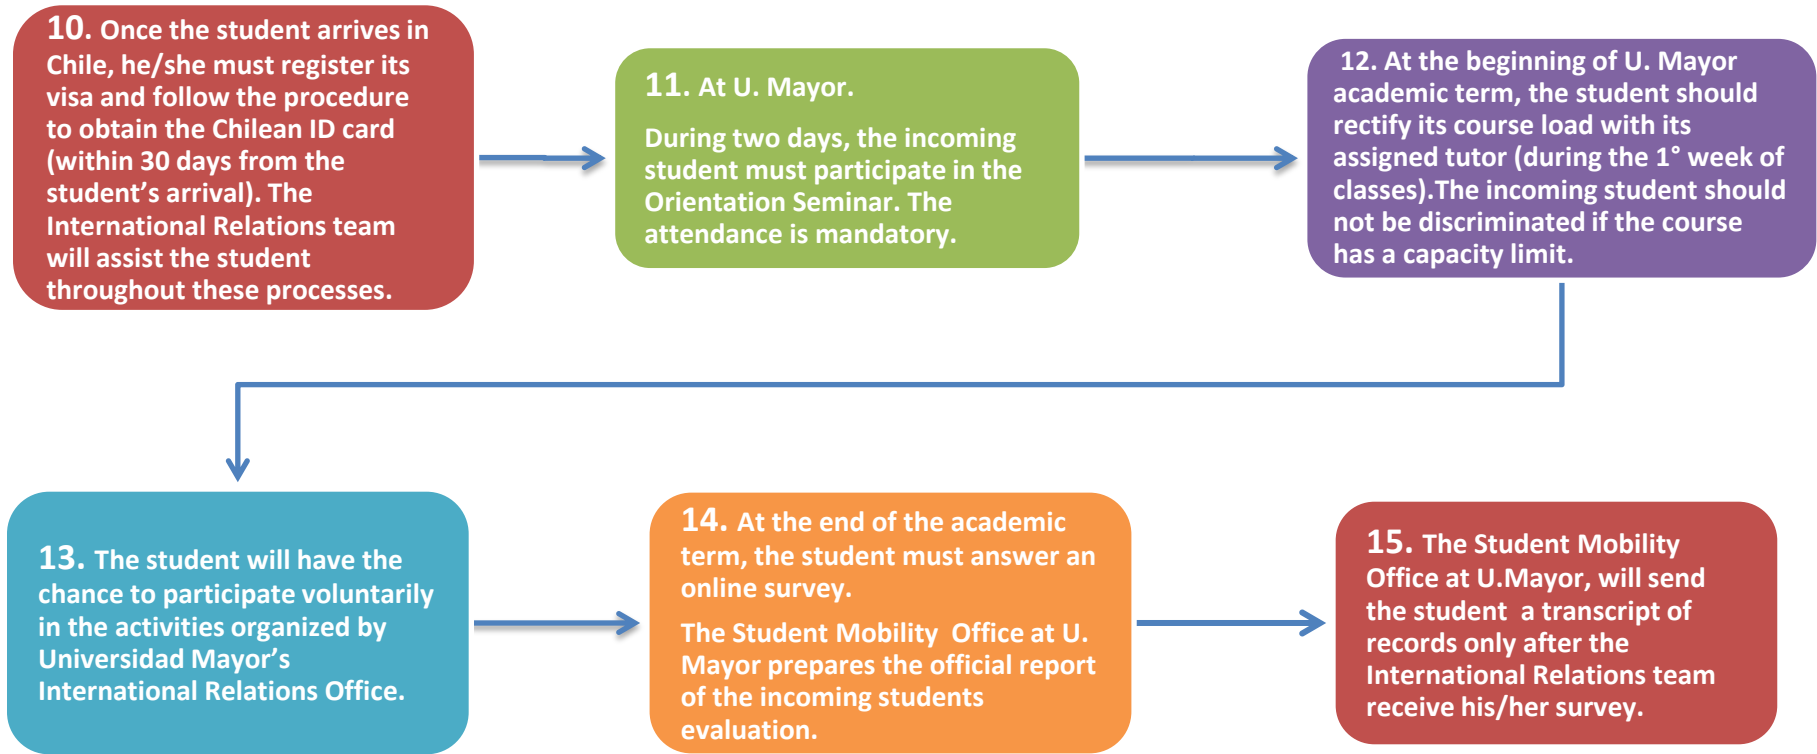 10. Once the student arrives in
Chile, he/she must register its
visa and follow the procedure
to obtain the Chilean ID card
(within 30 days from the
student's arrival). The
International Relations team
will assist the student
throughout these processes.
11. At U. Mayor.
During two days, the incoming
student must participate in the
Orientation Seminar. The
attendance is mandatory.
12. At the beginning of U. Mayor
academic term, the student should
rectify its course load with its
assigned tutor (during the 1° week of
classes).The incoming student should
not be discriminated if the course
has a capacity limit.
13. The student will have the
chance to participate voluntarily
in the activities organized by
Universidad Mayor's
International Relations Office.
14. At the end of the academic
term, the student must answer an
online survey.
The Student Mobility  Office at U.
Mayor prepares the official report
of the incoming students
evaluation.
15. The Student Mobility
Office at U.Mayor, will send
the student  a transcript of
records only after the
International Relations team
receive his/her survey.